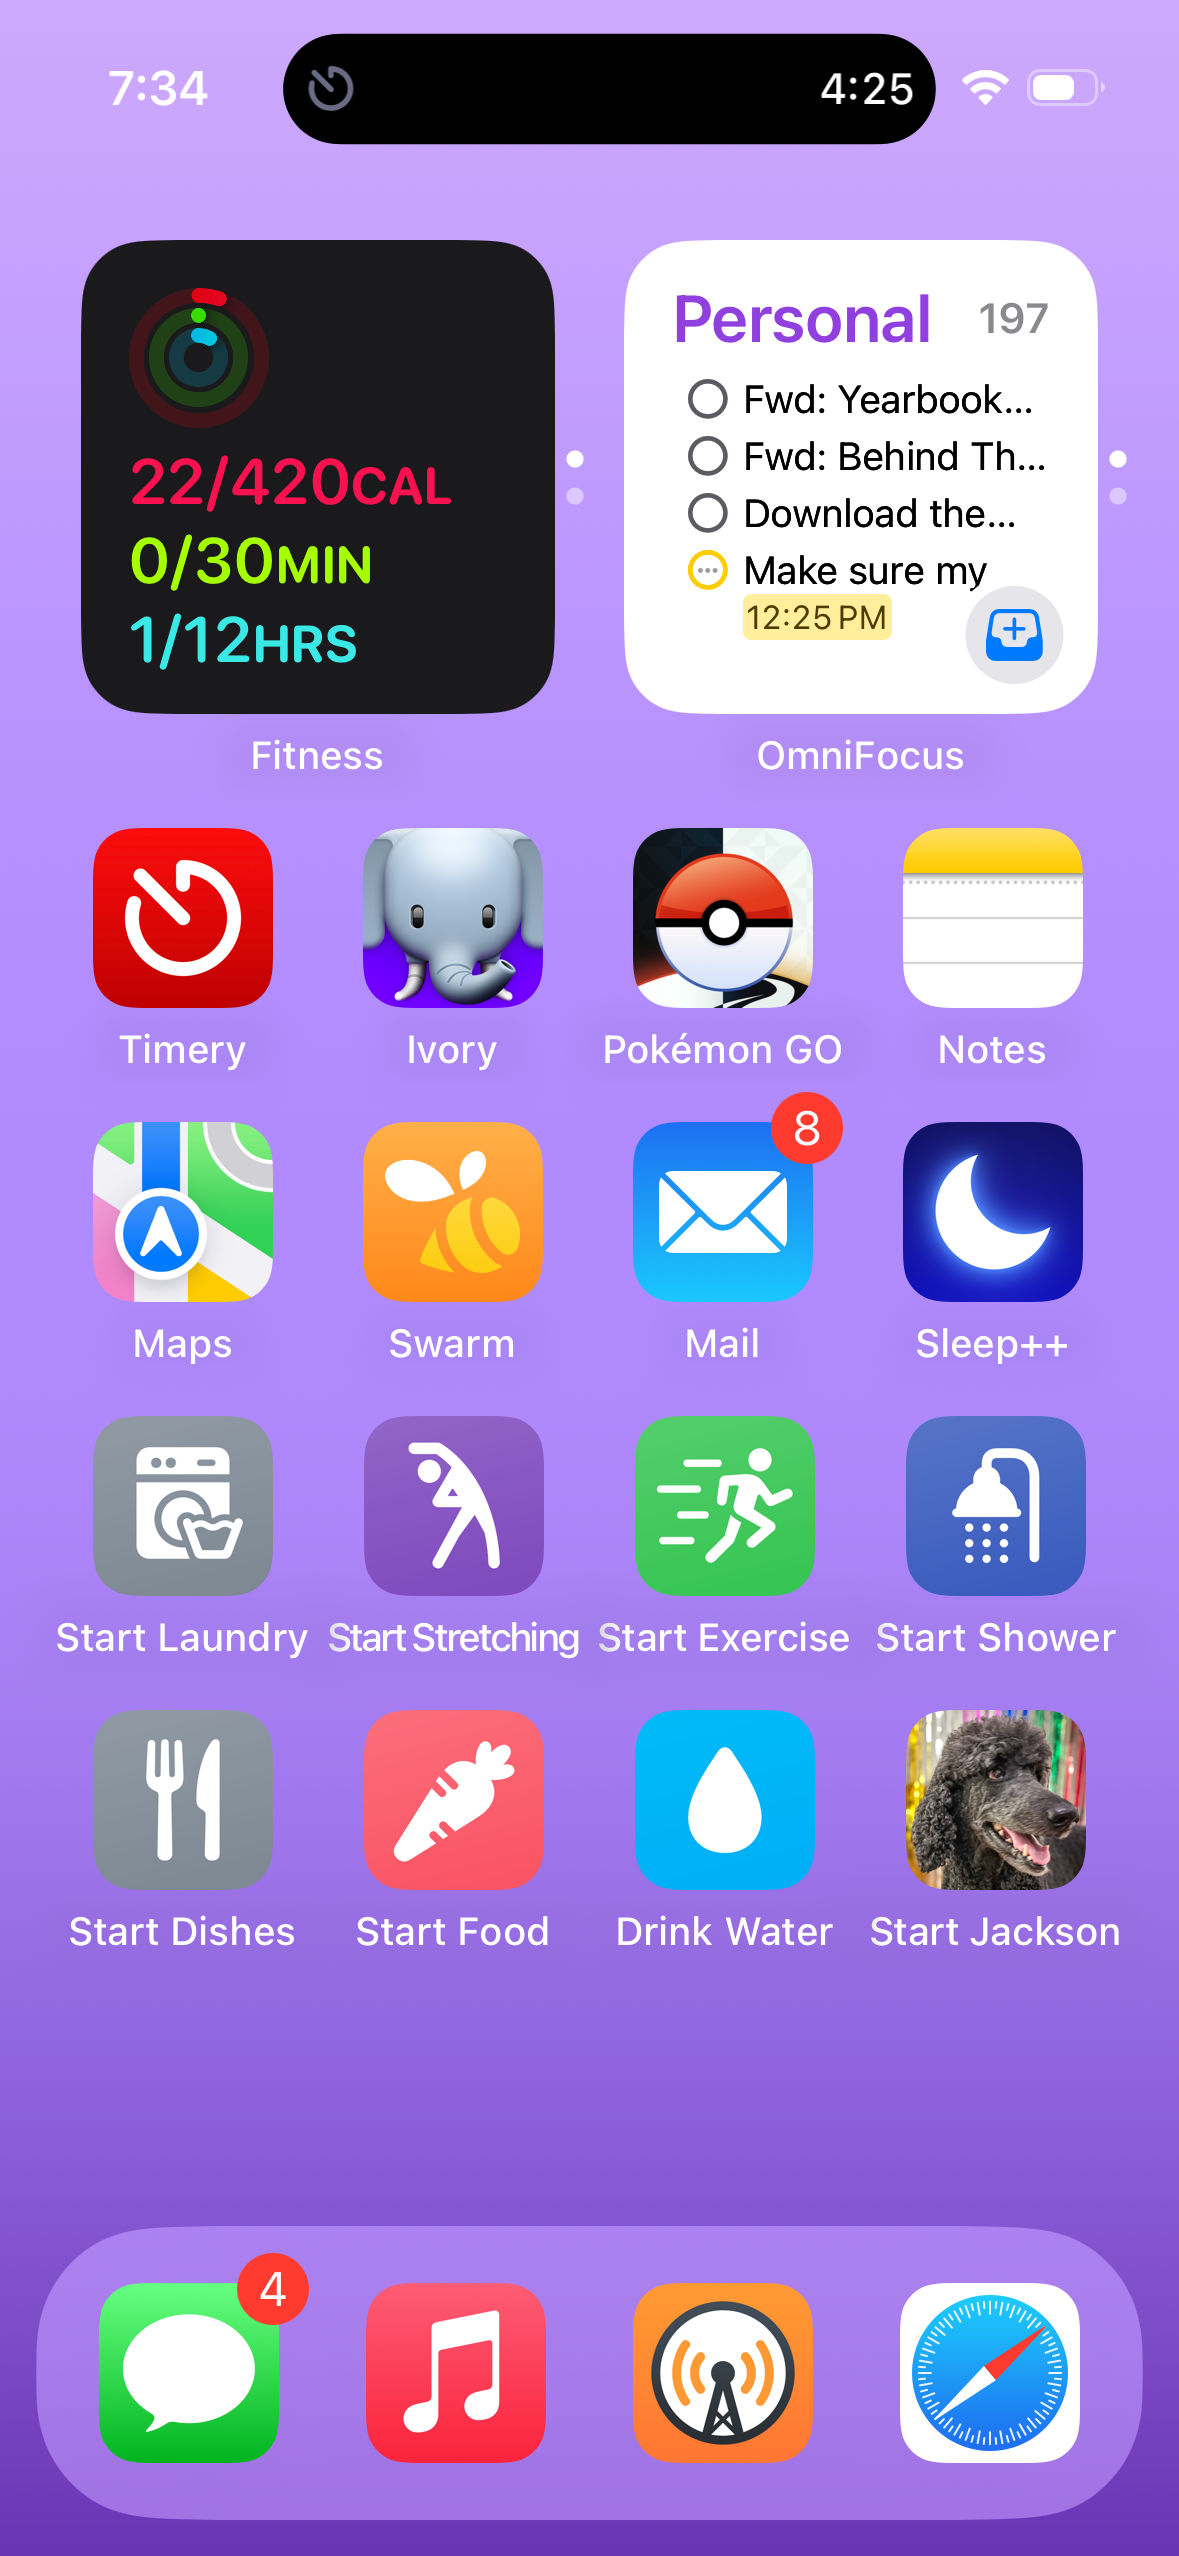 7:34
4:25
22/420CAL
0/30MIN
1/12HRS
Personal 197
Fwd: Yearbook...
Fwd: Behind Th...
Download the...
Make sure my
12:25 PM
Fitness
OmniFocus
Timery
Ivory
Pokémon GO
Notes
8
Maps
Swarm
Mail
Sleep++
Start Laundry
Start Stretching
Start Exercise
Start Shower
Start Dishes
Start Food
Drink Water
Start Jackson
4